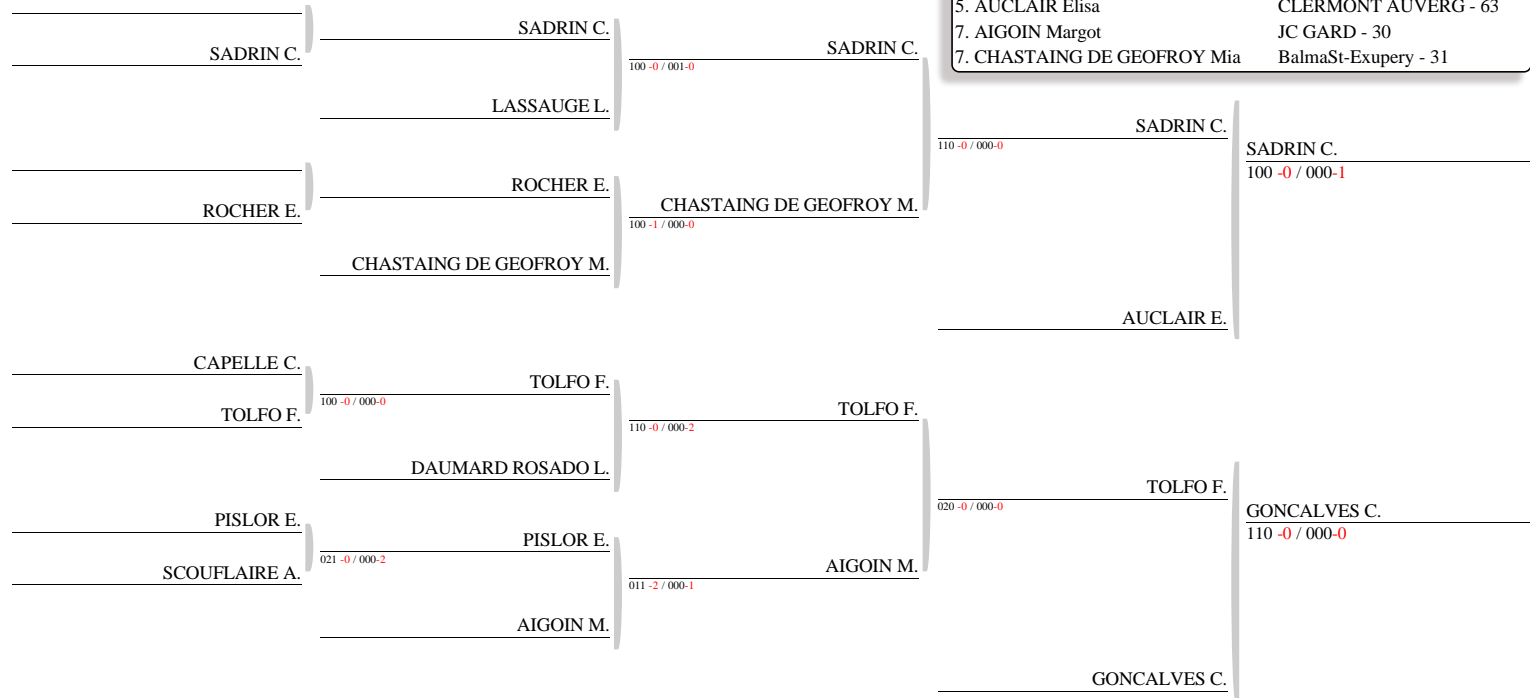 5. AUCLAIR Elisa CLERMONT AUVERG - 63
7. AIGOIN Margot JC GARD - 30
7. CHASTAING DE GEOFROY Mia BalmaSt-Exupery - 31
SADRIN C.
ROCHER E.
CAPELLE C.
TOLFO F.
PISLOR E.
SCOUFLAIRE A.
SADRIN C.
LASSAUGE L.
ROCHER E.
CHASTAING DE GEOFROY M.
TOLFO F.
100 -0 / 000-0
DAUMARD ROSADO L.
PISLOR E.
021 -0 / 000-2
AIGOIN M.
SADRIN C.
100 -0 / 001-0
CHASTAING DE GEOFROY M.
100 -1 / 000-0
TOLFO F.
110 -0 / 000-2
AIGOIN M.
011 -2 / 000-1
SADRIN C.
110 -0 / 000-0
AUCLAIR E.
TOLFO F.
020 -0 / 000-0
GONCALVES C.
SADRIN C.
100 -0 / 000-1
GONCALVES C.
110 -0 / 000-0